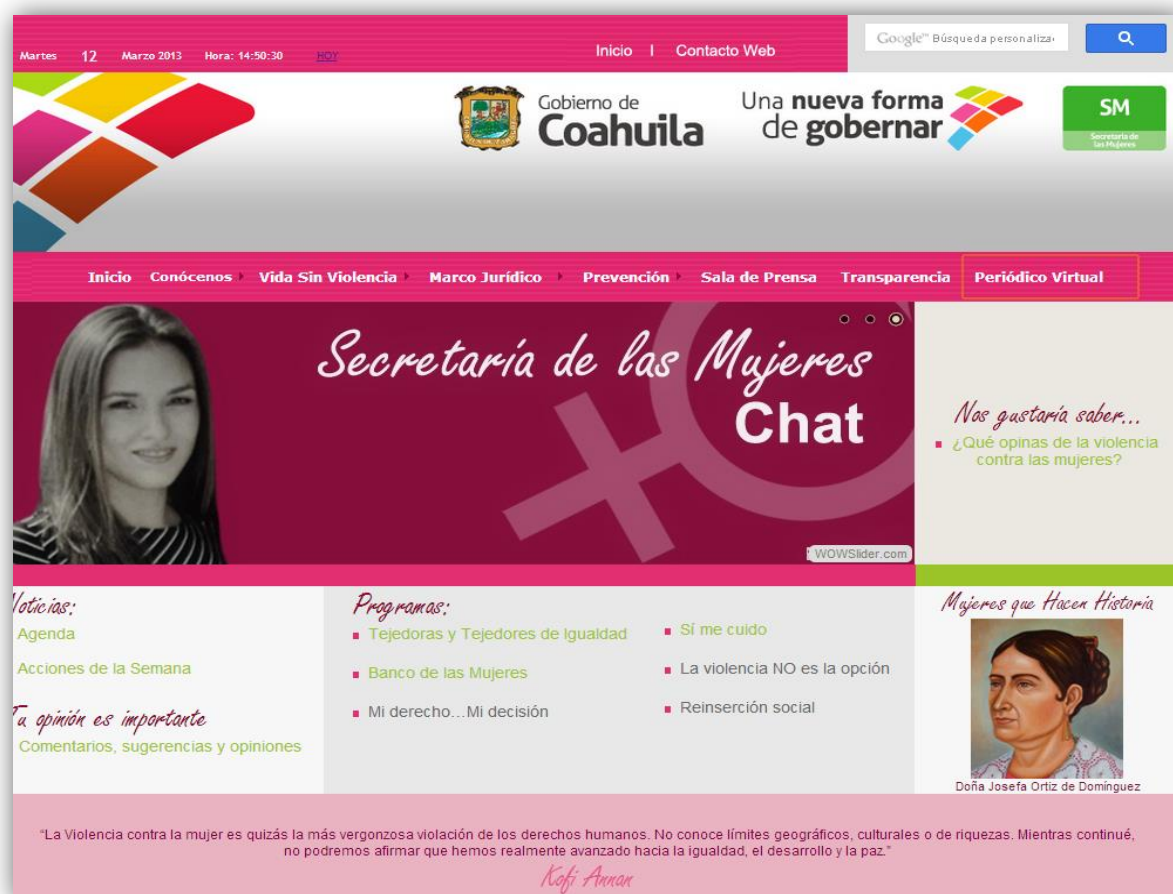 Martes 12 Marzo 2013 Hora: 14:50:30 HOY
Inicio | Contacto Web
Google™ Búsqueda personaliza
Gobierno de
Coahuila
Una nueva forma
de gobernar
SM
Secretaría de
las Mujeres
Inicio Conócenos Vida Sin Violencia Marco Jurídico Prevención Sala de Prensa Transparencia Periódico Virtual
Secretaría de las Mujeres
Chat
WOWSlider.com
Nos gustaría saber...
¿Qué opinas de la violencia
contra las mujeres?
Noticias:
Agenda
Acciones de la Semana
Tu opinión es importante
Comentarios, sugerencias y opiniones
Programas:
Tejedoras y Tejedores de Igualdad
Banco de las Mujeres
Mi derecho...Mi decisión
Sí me cuido
La violencia NO es la opción
Reinserción social
Mujeres que Hacen Historia
Doña Josefa Ortiz de Domínguez
“La Violencia contra la mujer es quizás la más vergonzosa violación de los derechos humanos. No conoce límites geográficos, culturales o de riquezas. Mientras continué,
no podremos afirmar que hemos realmente avanzado hacia la igualdad, el desarrollo y la paz.”
Kofi Annan